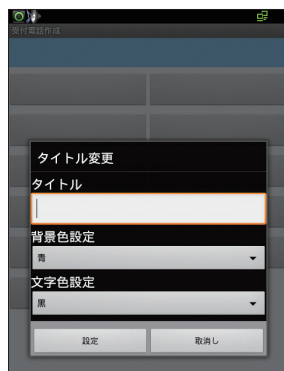 受付電話作成
タイトル変更
タイトル
背景色設定
青
文字色設定
黒
設定
取消し